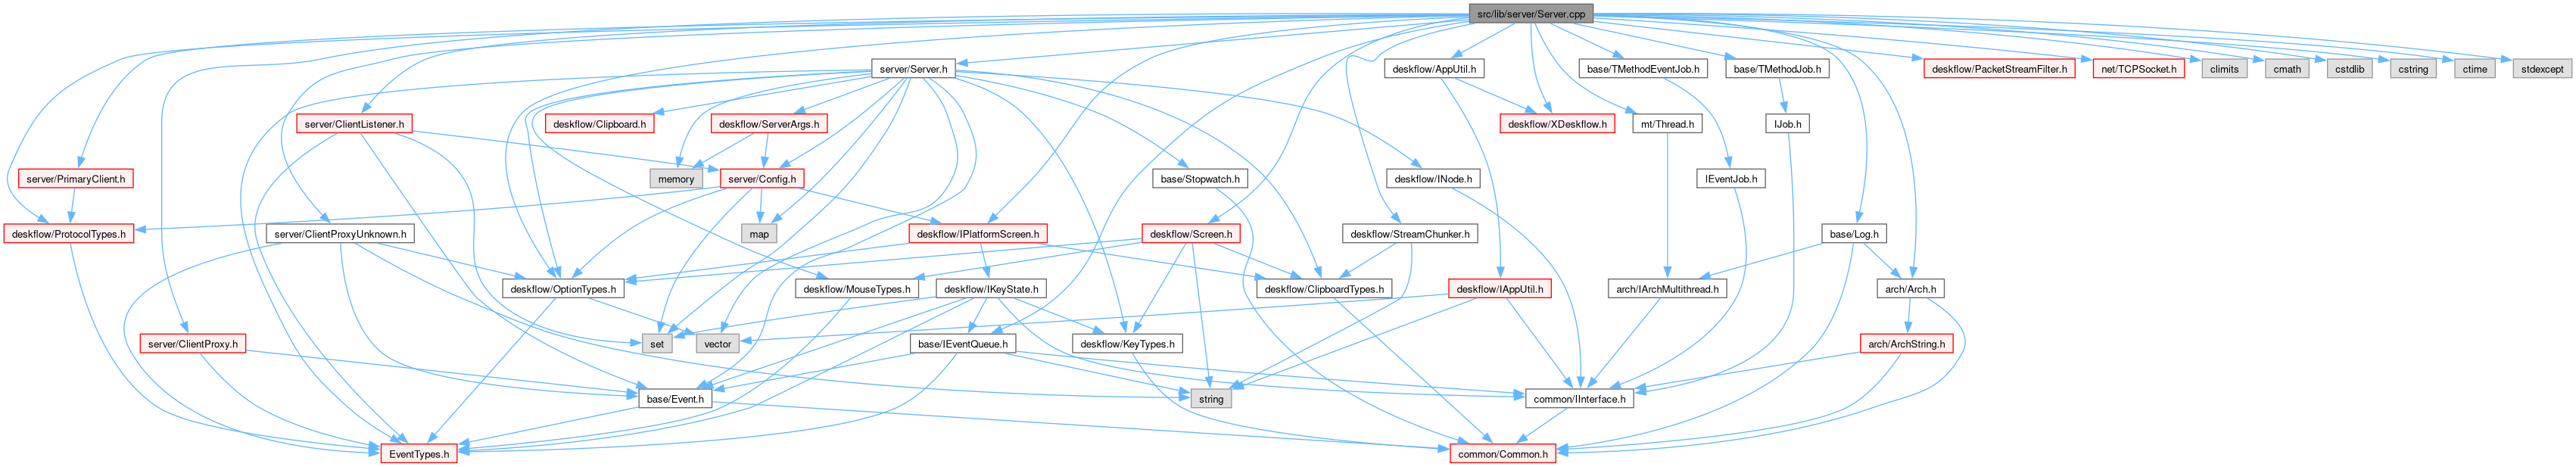 src/lib/server/Server.cpp
server/Server.h
deskflow/AppUtil.h
base/TMethodEventJob.h
base/TMethodJob.h
deskflow/PacketStreamFilter.h
net/TCPSocket.h
climits
cmath
cstdlib
cstring
ctime
stdexcept
server/ClientListener.h
deskflow/Clipboard.h
deskflow/ServerArgs.h
deskflow/XDeskflow.h
mt/Thread.h
IJob.h
server/PrimaryClient.h
memory
server/Config.h
base/Stopwatch.h
deskflow/INode.h
IEventJob.h
deskflow/ProtocolTypes.h
server/ClientProxyUnknown.h
map
deskflow/IPlatformScreen.h
deskflow/Screen.h
deskflow/StreamChunker.h
base/Log.h
deskflow/OptionTypes.h
deskflow/MouseTypes.h
deskflow/IKeyState.h
deskflow/ClipboardTypes.h
deskflow/IAppUtil.h
arch/IArchMultithread.h
arch/Arch.h
server/ClientProxy.h
set
vector
base/IEventQueue.h
deskflow/KeyTypes.h
arch/ArchString.h
base/Event.h
string
common/IInterface.h
EventTypes.h
common/Common.h